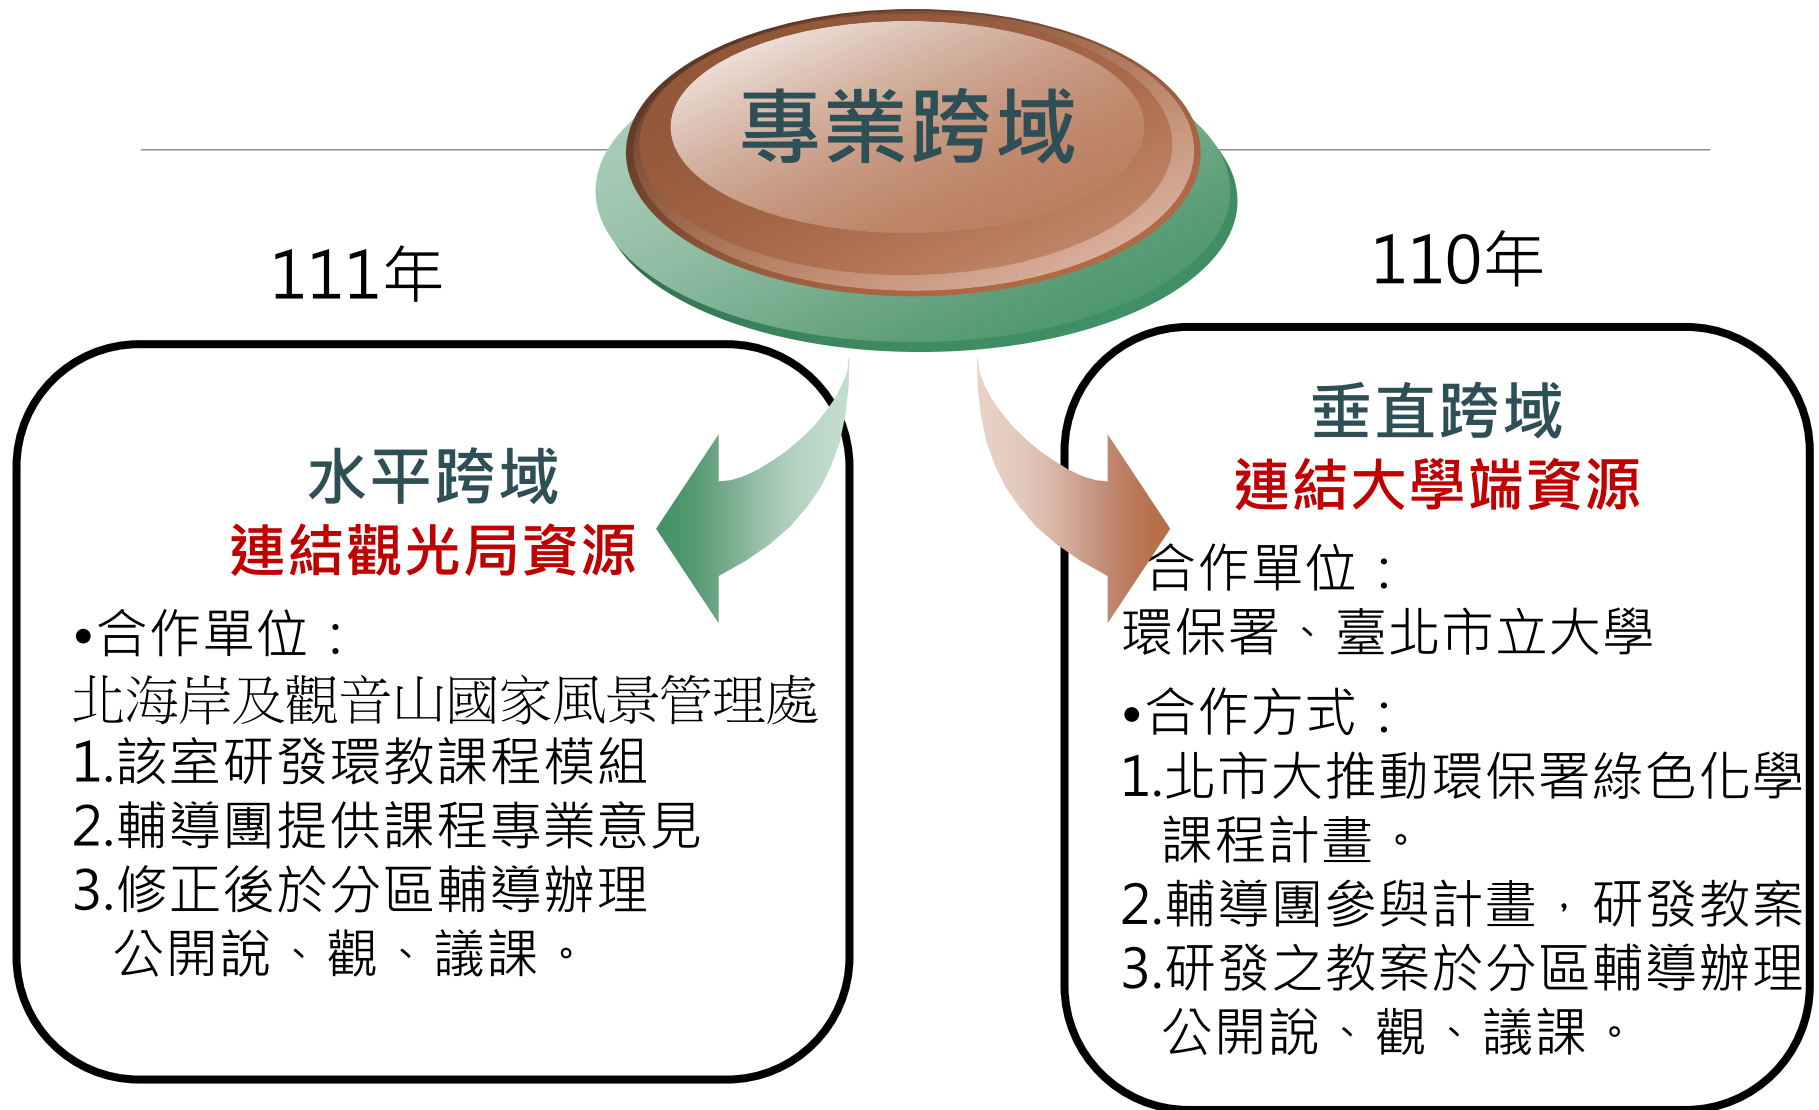 專業跨域
111年
水平跨域
連結觀光局資源
•合作單位：
北海岸及觀音山國家風景管理處
1.該室研發環教課程模組
2.輔導團提供課程專業意見
3.修正後於分區輔導辦理
公開說、觀、議課。
110年
垂直跨域
連結大學端資源
合作單位：
環保署、臺北市立大學
•合作方式：
1.北市大推動環保署綠色化學
課程計畫。
2.輔導團參與計畫，研發教案
3.研發之教案於分區輔導辦理
公開說、觀、議課。